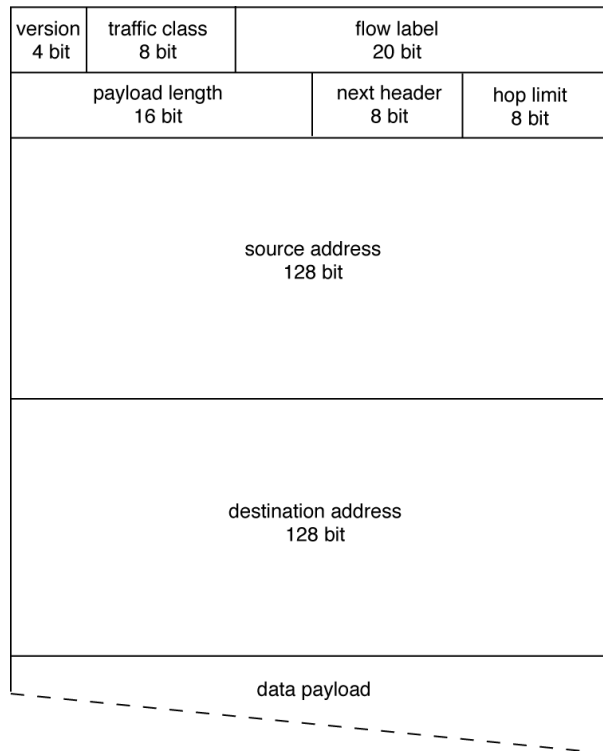 version traffic class flow label
4 bit 8 bit 20 bit
payload length next header hop limit
16 bit 8 bit 8 bit
source address
128 bit
destination address
128 bit
data payload